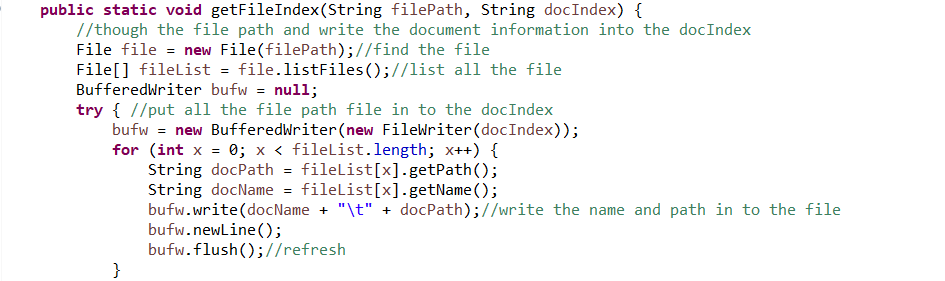 public static void getFileIndex(String filePath, String docIndex) {
//though the file path and write the document information into the docIndex
File file = new File(filePath);//find the file
File[] fileList = file.listFiles();//list all the file
BufferedWriter bufw = null;
try { //put all the file path file in to the docIndex
bufw = new BufferedWriter(new FileWriter(docIndex));
for (int x = 0; x < fileList.length; x++) {
String docPath = fileList[x].getPath();
String docName = fileList[x].getName();
bufw.write(docName + "\t" + docPath);//write the name and path in to the file
bufw.newLine();
bufw.flush();//refresh
}